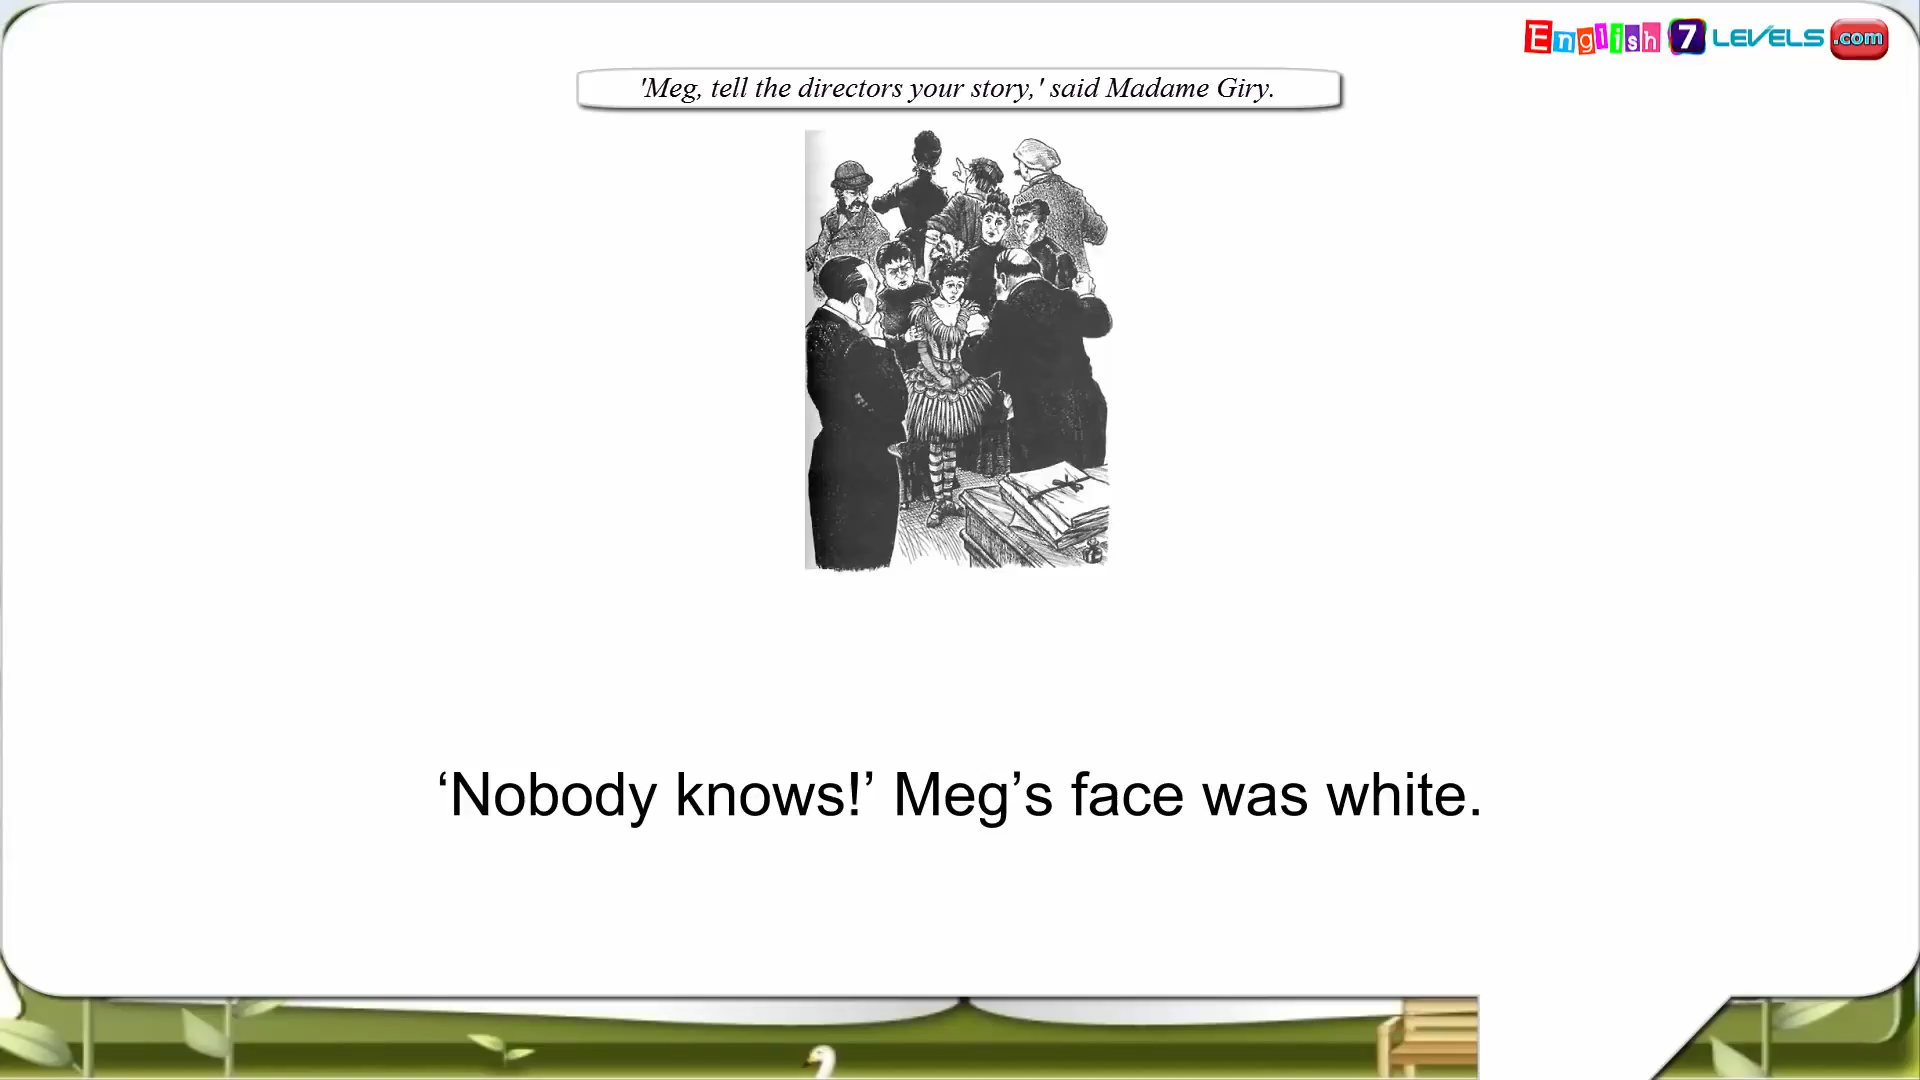 English 7 LEVELS .com
'Meg, tell the directors your story,' said Madame Giry.
‘Nobody knows!’ Meg’s face was white.